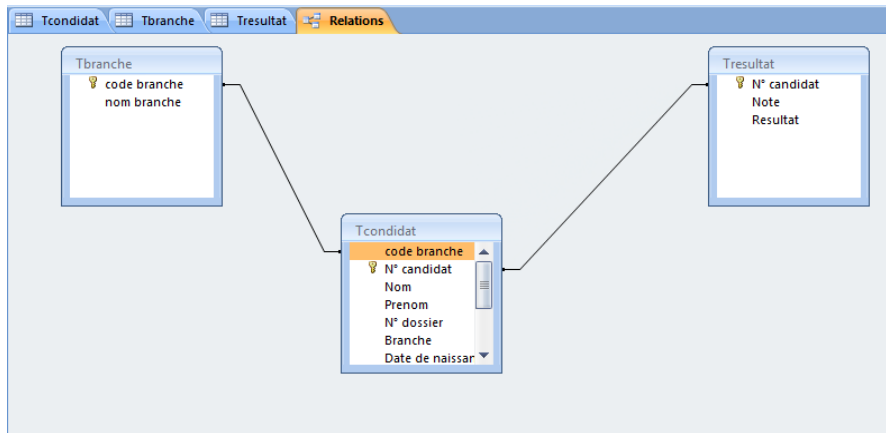 Tcondidat Tbranche Tresultat Relations
Tbranche
code branche
nom branche
Tresultat
N° candidat
Note
Resultat
Tcondidat
code branche
N° candidat
Nom
Prenom
N° dossier
Branche
Date de naissar